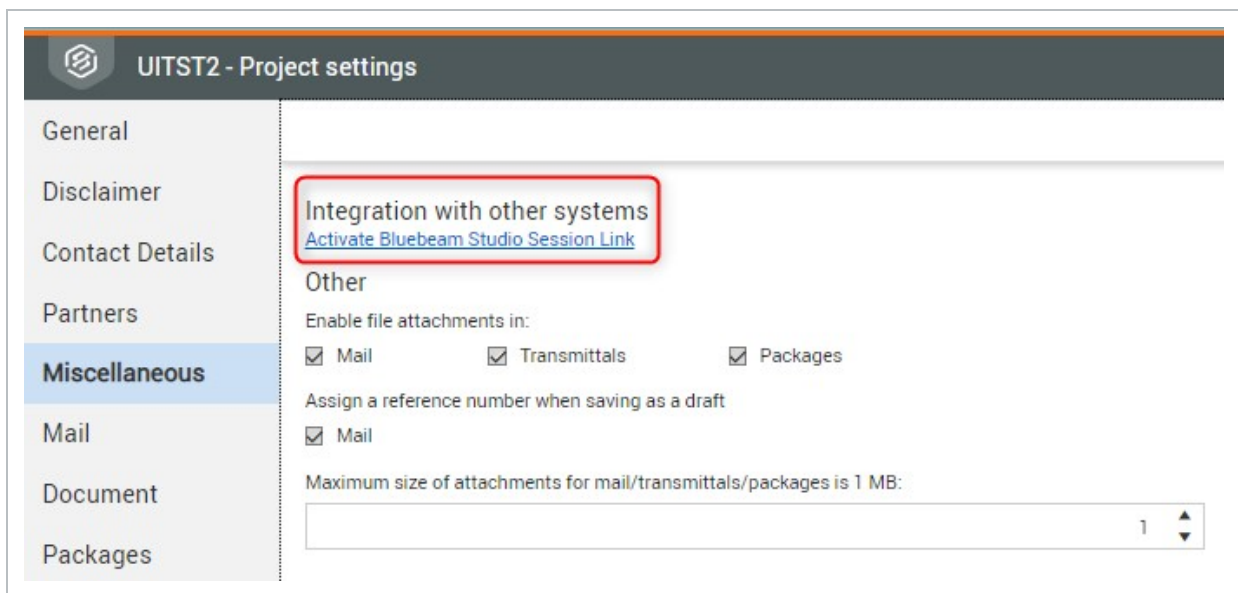 UITST2 - Project settings
General
Disclaimer
Contact Details
Partners
Miscellaneous
Mail
Document
Packages
Integration with other systems
Activate Bluebeam Studio Session Link
Other
Enable file attachments in:
Mail Transmittals Packages
Assign a reference number when saving as a draft
Mail
Maximum size of attachments for mail/transmittals/packages is 1 MB:
1